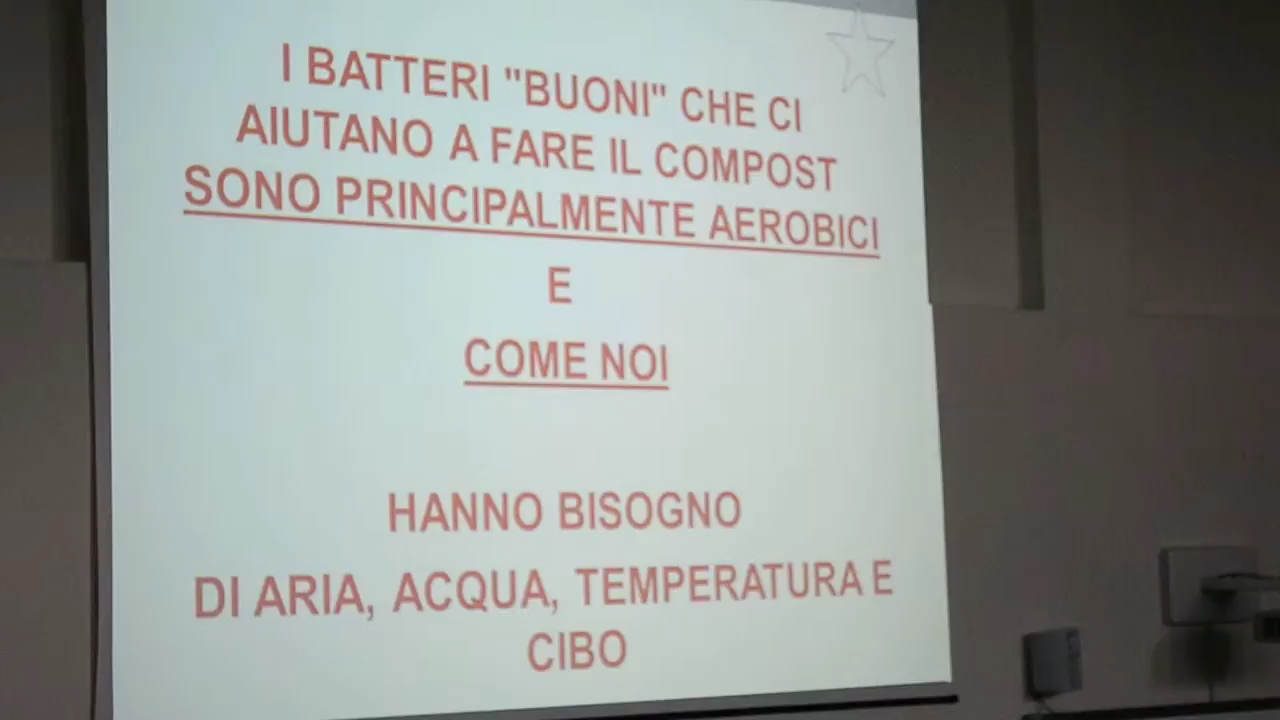 I BATTERI "BUONI" CHE CI
AIUTANO A FARE IL COMPOST
SONO PRINCIPALMENTE AEROBICI
E
COME NOI
HANNO BISOGNO
DI ARIA, ACQUA, TEMPERATURA E
CIBO